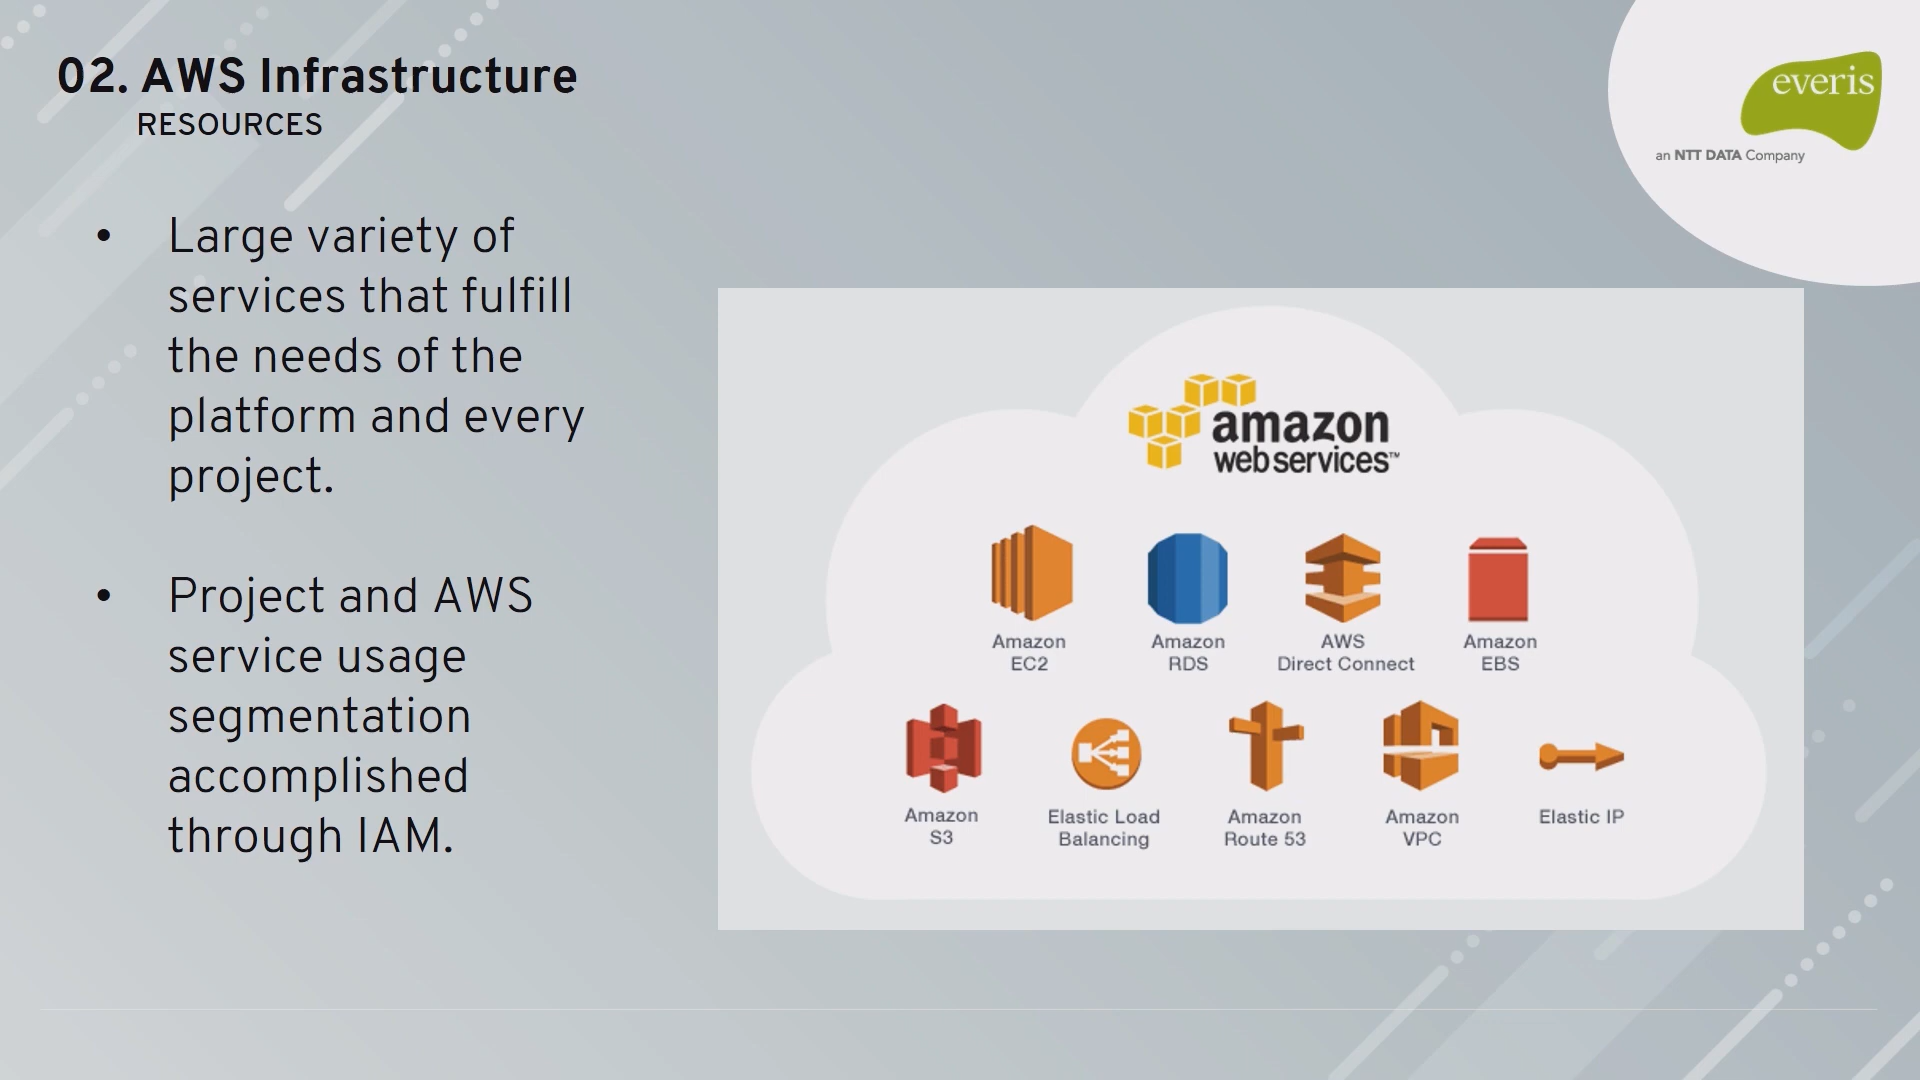 02. AWS Infrastructure
RESOURCES
everis
an NTT DATA Company
• Large variety of
services that fulfill
the needs of the
platform and every
project.
• Project and AWS
service usage
segmentation
accomplished
through IAM.
amazon
web services™
Amazon
EC2
Amazon
RDS
AWS
Direct Connect
Amazon
EBS
Amazon
S3
Elastic Load
Balancing
Amazon
Route 53
Amazon
VPC
Elastic IP